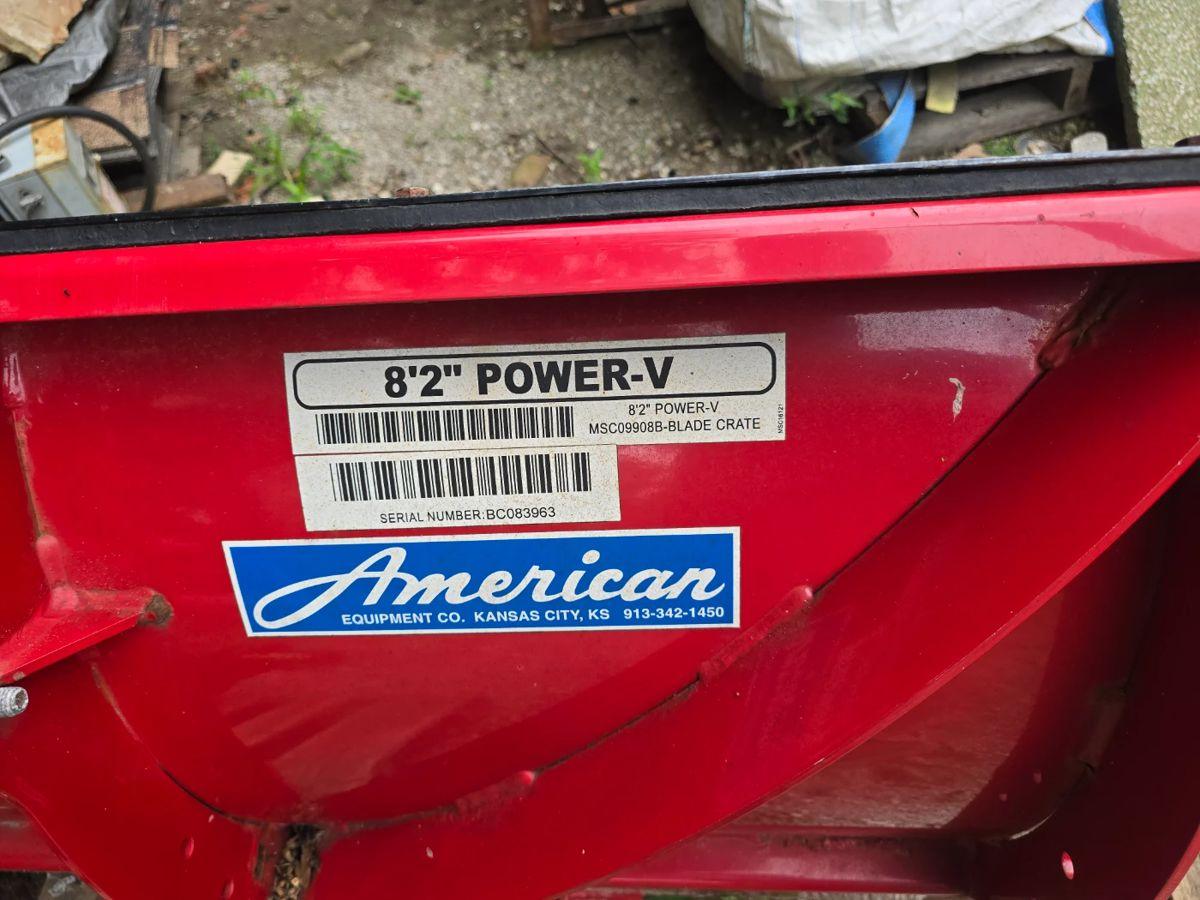 8'2" POWER-V
8'2" POWER-V
MSC09908B-BLADE CRATE
MSC16121
SERIAL NUMBER:BC083963
American
EQUIPMENT CO. KANSAS CITY, KS 913-342-1450